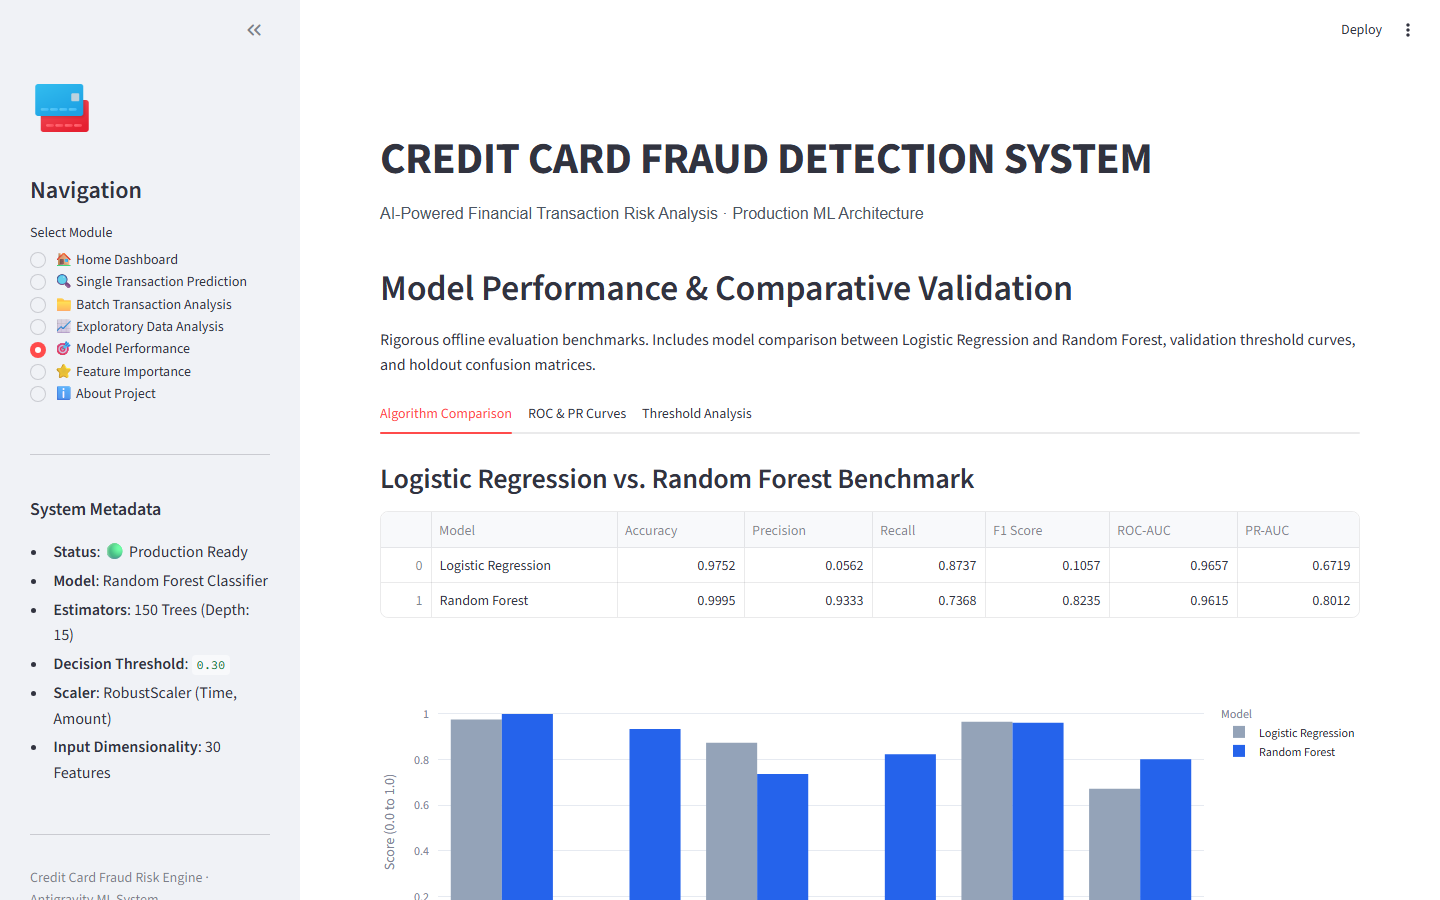 Deploy
Navigation
Select Module
Home Dashboard
Single Transaction Prediction
Batch Transaction Analysis
Exploratory Data Analysis
Model Performance
Feature Importance
About Project
System Metadata
Status: Production Ready
Model: Random Forest Classifier
Estimators: 150 Trees (Depth:
15)
Decision Threshold: 0.30
Scaler: RobustScaler (Time,
Amount)
Input Dimensionality: 30
Features
Credit Card Fraud Risk Engine ·
Antigravity ML System
CREDIT CARD FRAUD DETECTION SYSTEM
AI-Powered Financial Transaction Risk Analysis · Production ML Architecture
Model Performance & Comparative Validation
Rigorous offline evaluation benchmarks. Includes model comparison between Logistic Regression and Random Forest, validation threshold curves,
and holdout confusion matrices.
Algorithm Comparison ROC & PR Curves Threshold Analysis
Logistic Regression vs. Random Forest Benchmark
Model Accuracy Precision Recall F1 Score ROC-AUC PR-AUC
0 Logistic Regression 0.9752 0.0562 0.8737 0.1057 0.9657 0.6719
1 Random Forest 0.9995 0.9333 0.7368 0.8235 0.9615 0.8012
Model
Logistic Regression
Random Forest
Score (0.0 to 1.0)
1
0.8
0.6
0.4
0.2